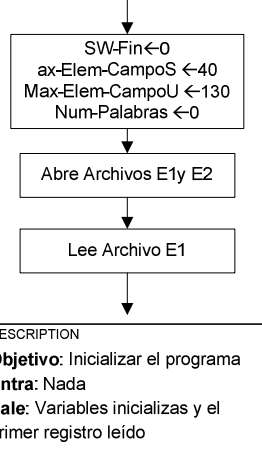 SW-Fin←0
ax-Elem-CampoS ←40
Max-Elem-CampoU ←130
Num-Palabras ←0
Abre Archivos E1y E2
Lee Archivo E1
ESCRIPTION
bjetivo: Inicializar el programa
ntra: Nada
ale: Variables inicializas y el
rimer registro leído